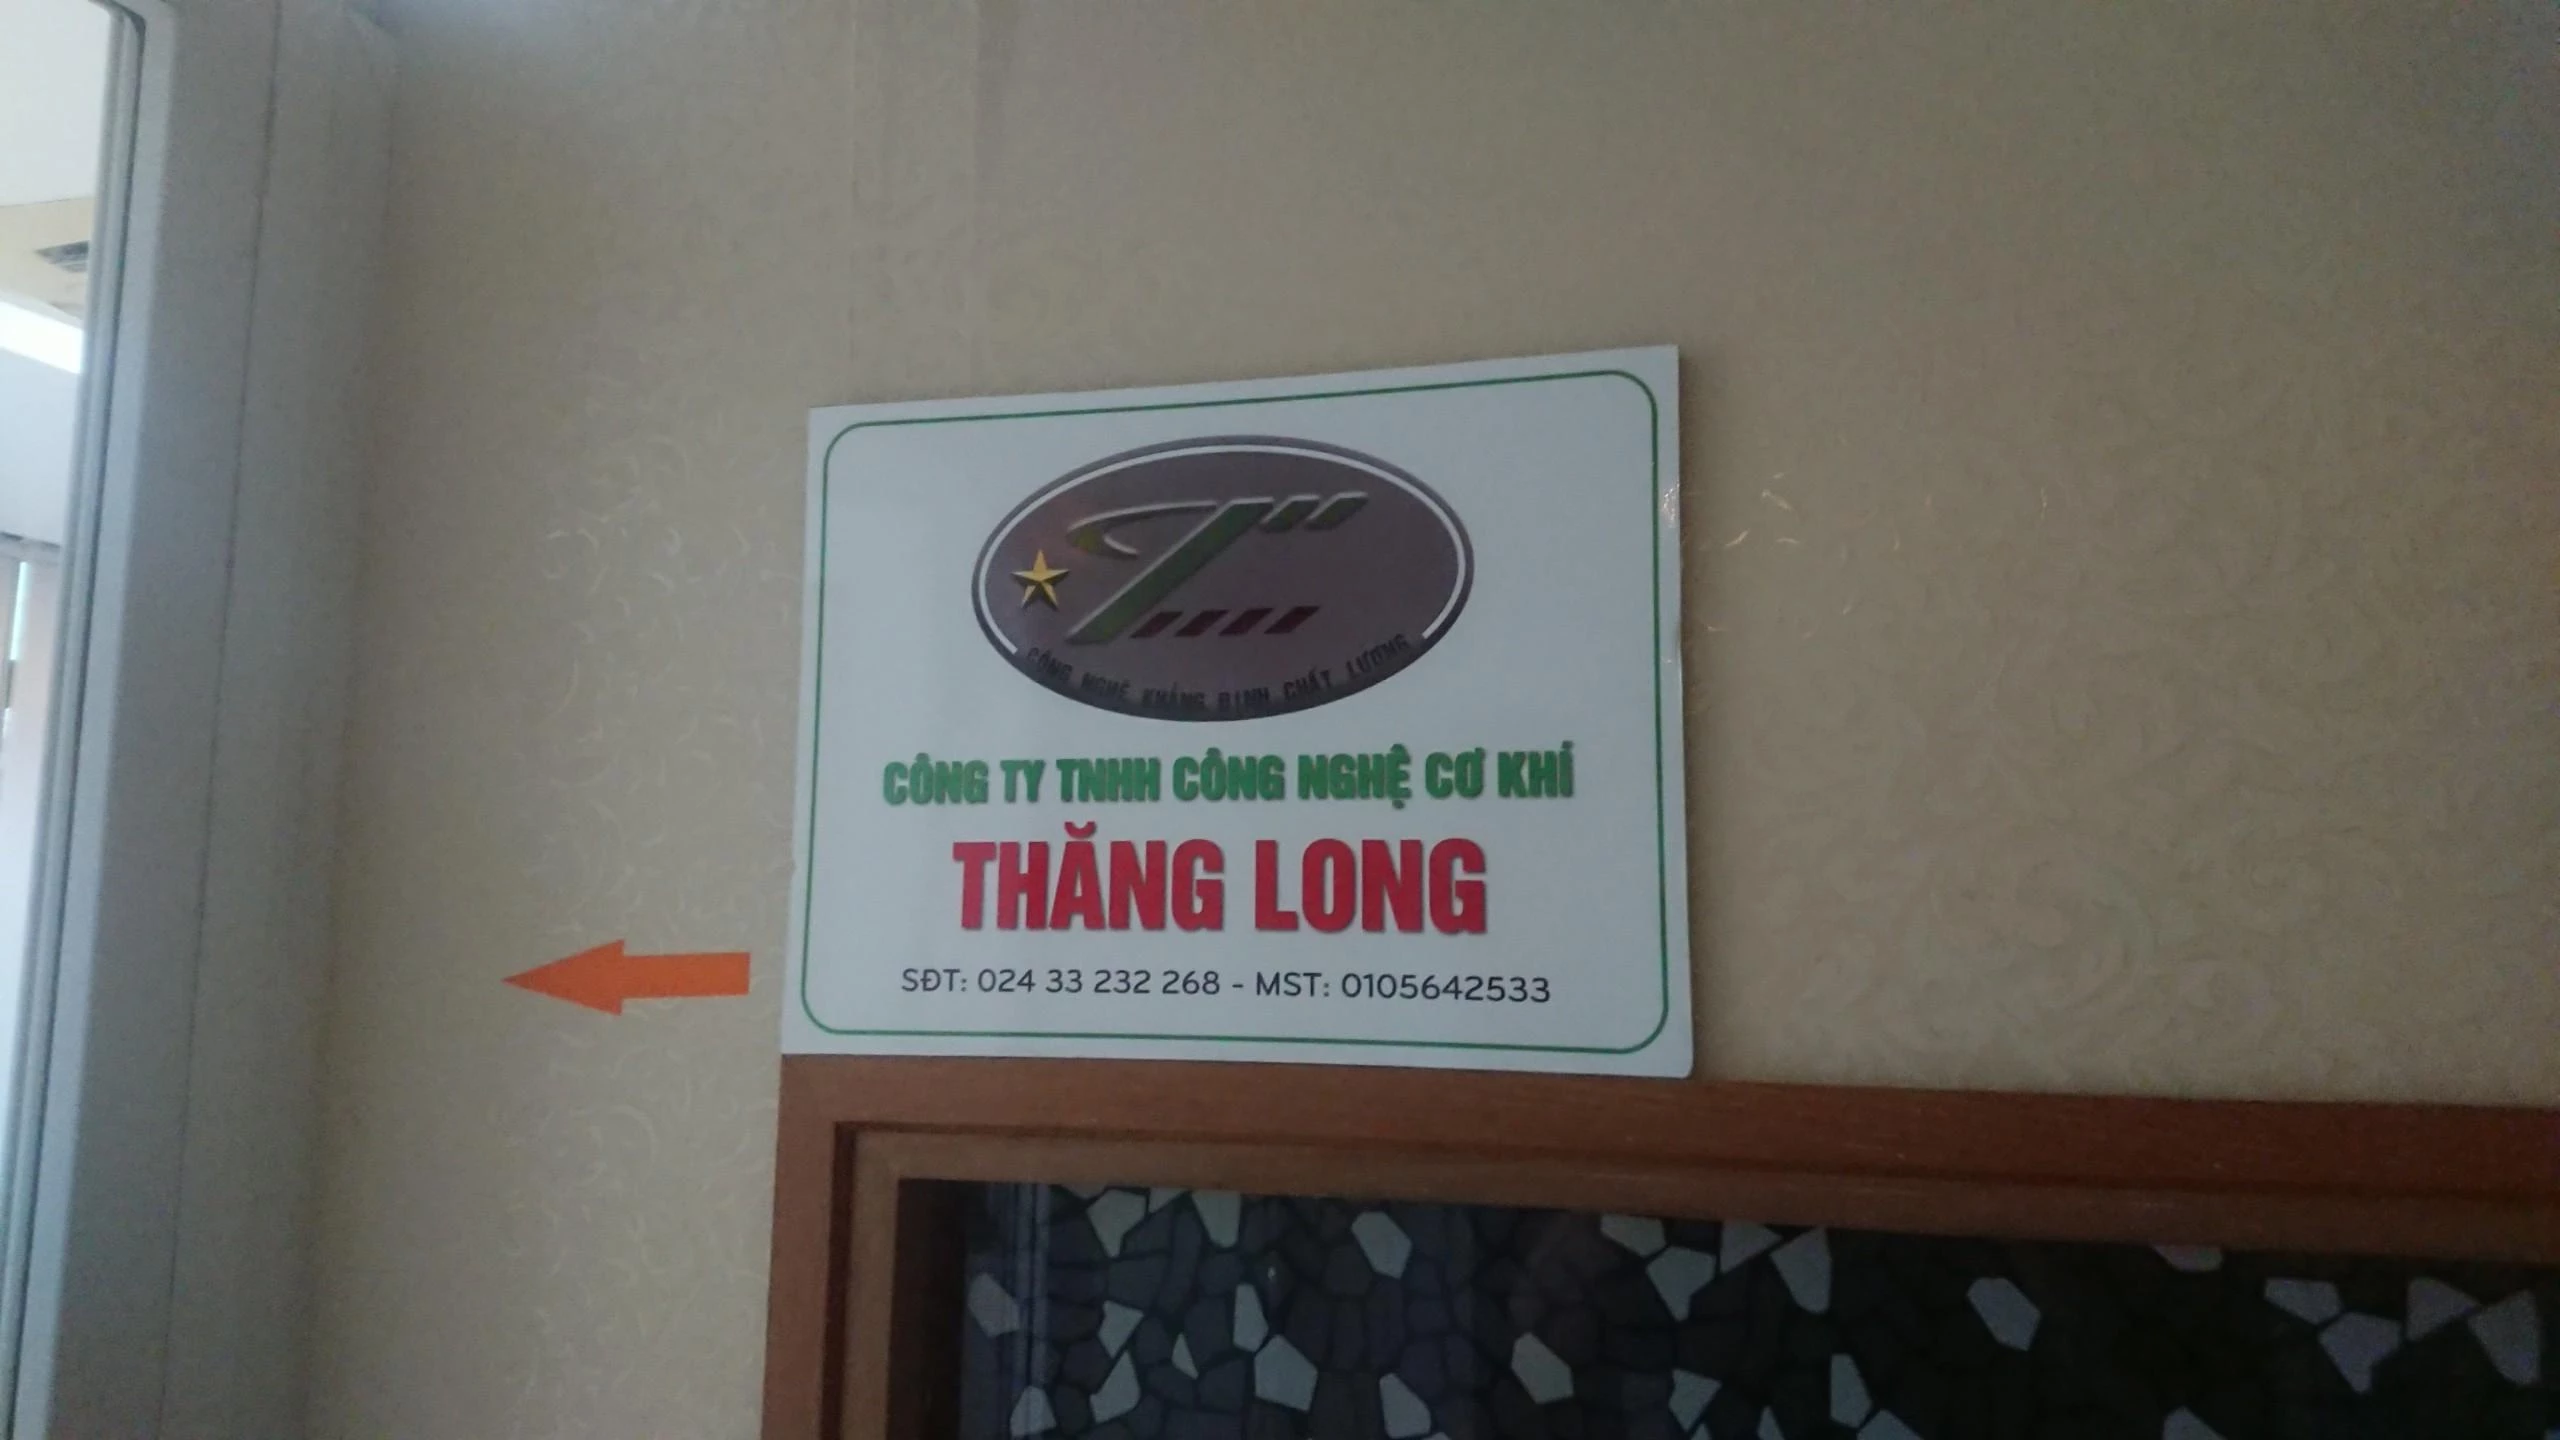 CÔNG NGHỆ KHẲNG ĐỊNH CHẤT LƯỢNG
CÔNG TY TNHH CÔNG NGHỆ CƠ KHÍ
THĂNG LONG
SĐT: 024 33 232 268 - MST: 0105642533